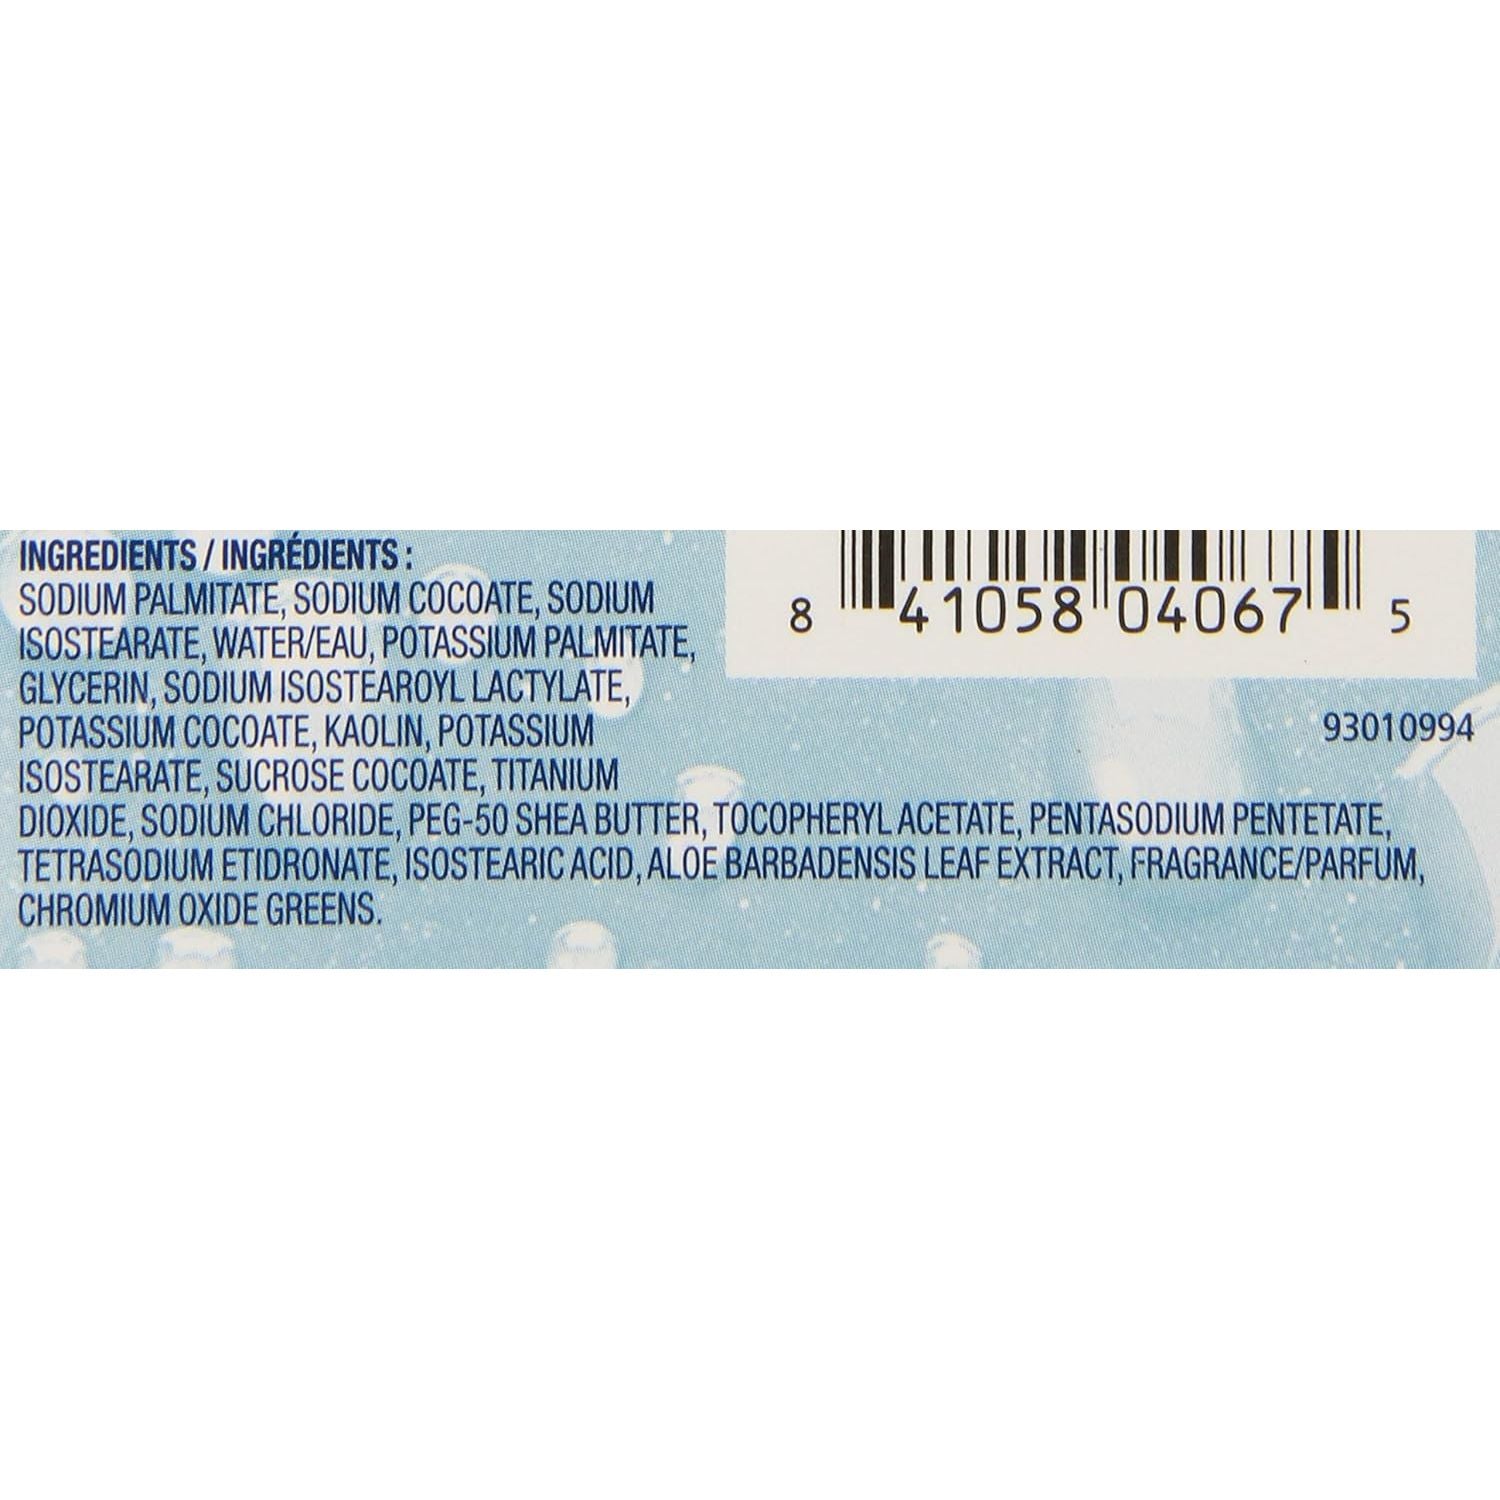 INGREDIENTS / INGRÉDIENTS :
SODIUM PALMITATE, SODIUM COCOATE, SODIUM
ISOSTEARATE, WATER/EAU, POTASSIUM PALMITATE,
GLYCERIN, SODIUM ISOSTEAROYL LACTYLATE,
POTASSIUM COCOATE, KAOLIN, POTASSIUM
ISOSTEARATE, SUCROSE COCOATE, TITANIUM
DIOXIDE, SODIUM CHLORIDE, PEG-50 SHEA BUTTER, TOCOPHERYL ACETATE, PENTASODIUM PENTETATE,
TETRASODIUM ETIDRONATE, ISOSTEARIC ACID, ALOE BARBADENSIS LEAF EXTRACT, FRAGRANCE/PARFUM,
CHROMIUM OXIDE GREENS.
8 41058 04067 5
93010994